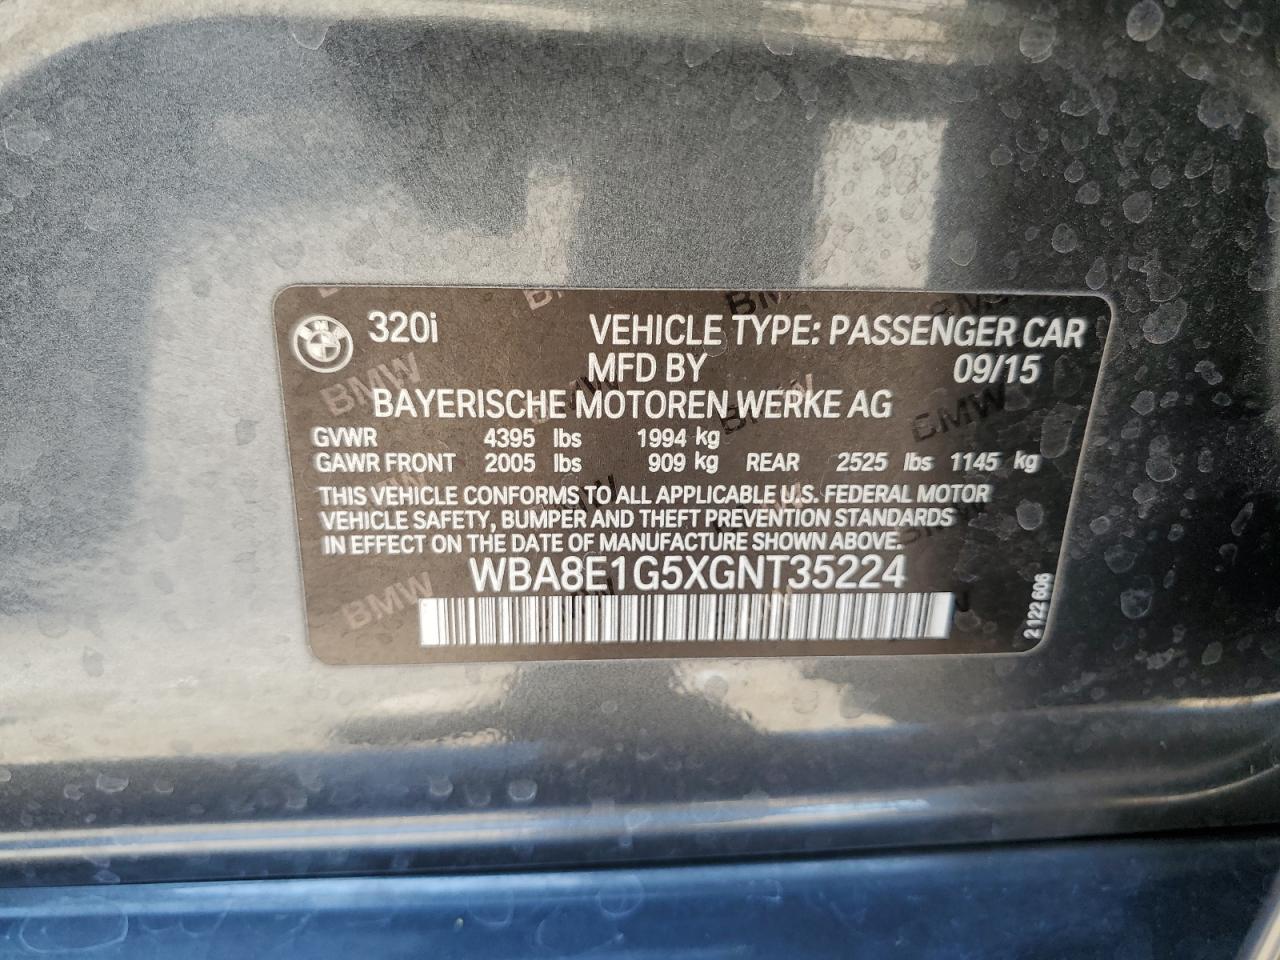 320i VEHICLE TYPE: PASSENGER CAR
MFD BY 09/15
BAYERISCHE MOTOREN WERKE AG
GVWR 4395 lbs 1994 kg
GAWR FRONT 2005 lbs 909 kg REAR 2525 lbs 1145 kg
THIS VEHICLE CONFORMS TO ALL APPLICABLE U.S. FEDERAL MOTOR
VEHICLE SAFETY, BUMPER AND THEFT PREVENTION STANDARDS
IN EFFECT ON THE DATE OF MANUFACTURE SHOWN ABOVE.
WBA8E1G5XGNT35224
2 122 606